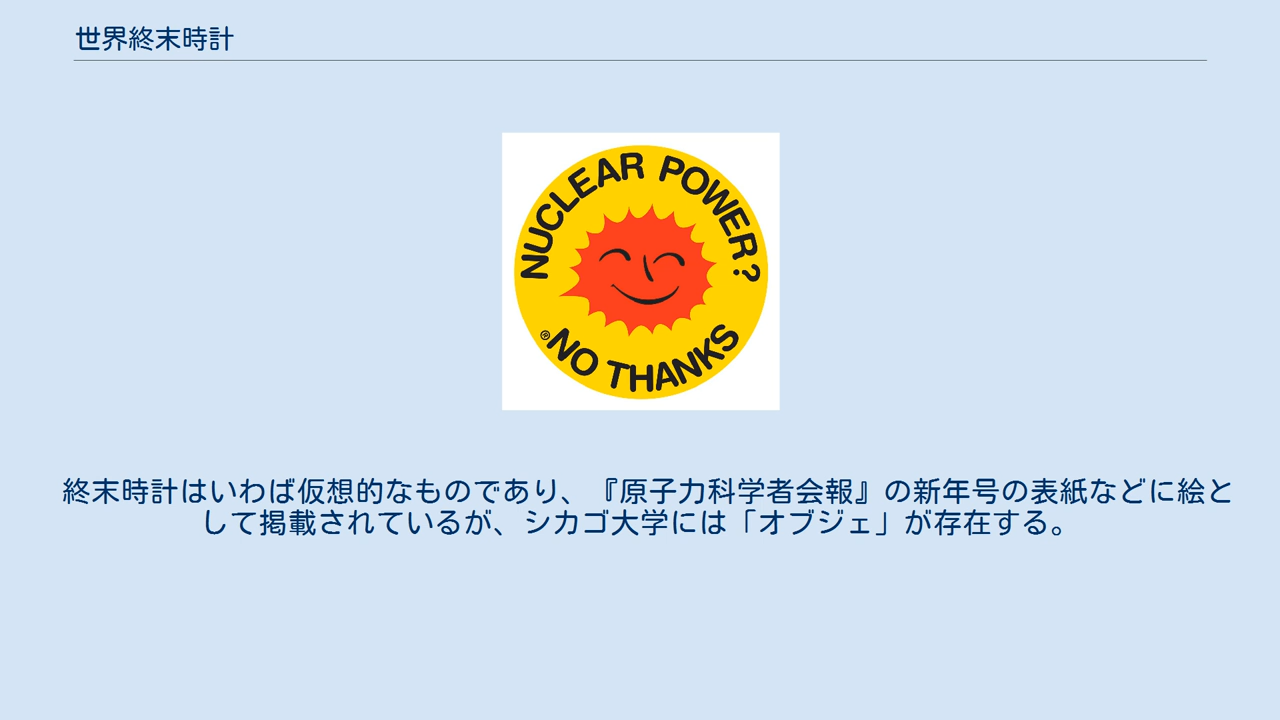 世界終末時計
NUCLEAR POWER?
NO THANKS
®
終末時計はいわば仮想的なものであり、『原子力科学者会報』の新年号の表紙などに絵と
して掲載されているが、シカゴ大学には「オブジェ」が存在する。